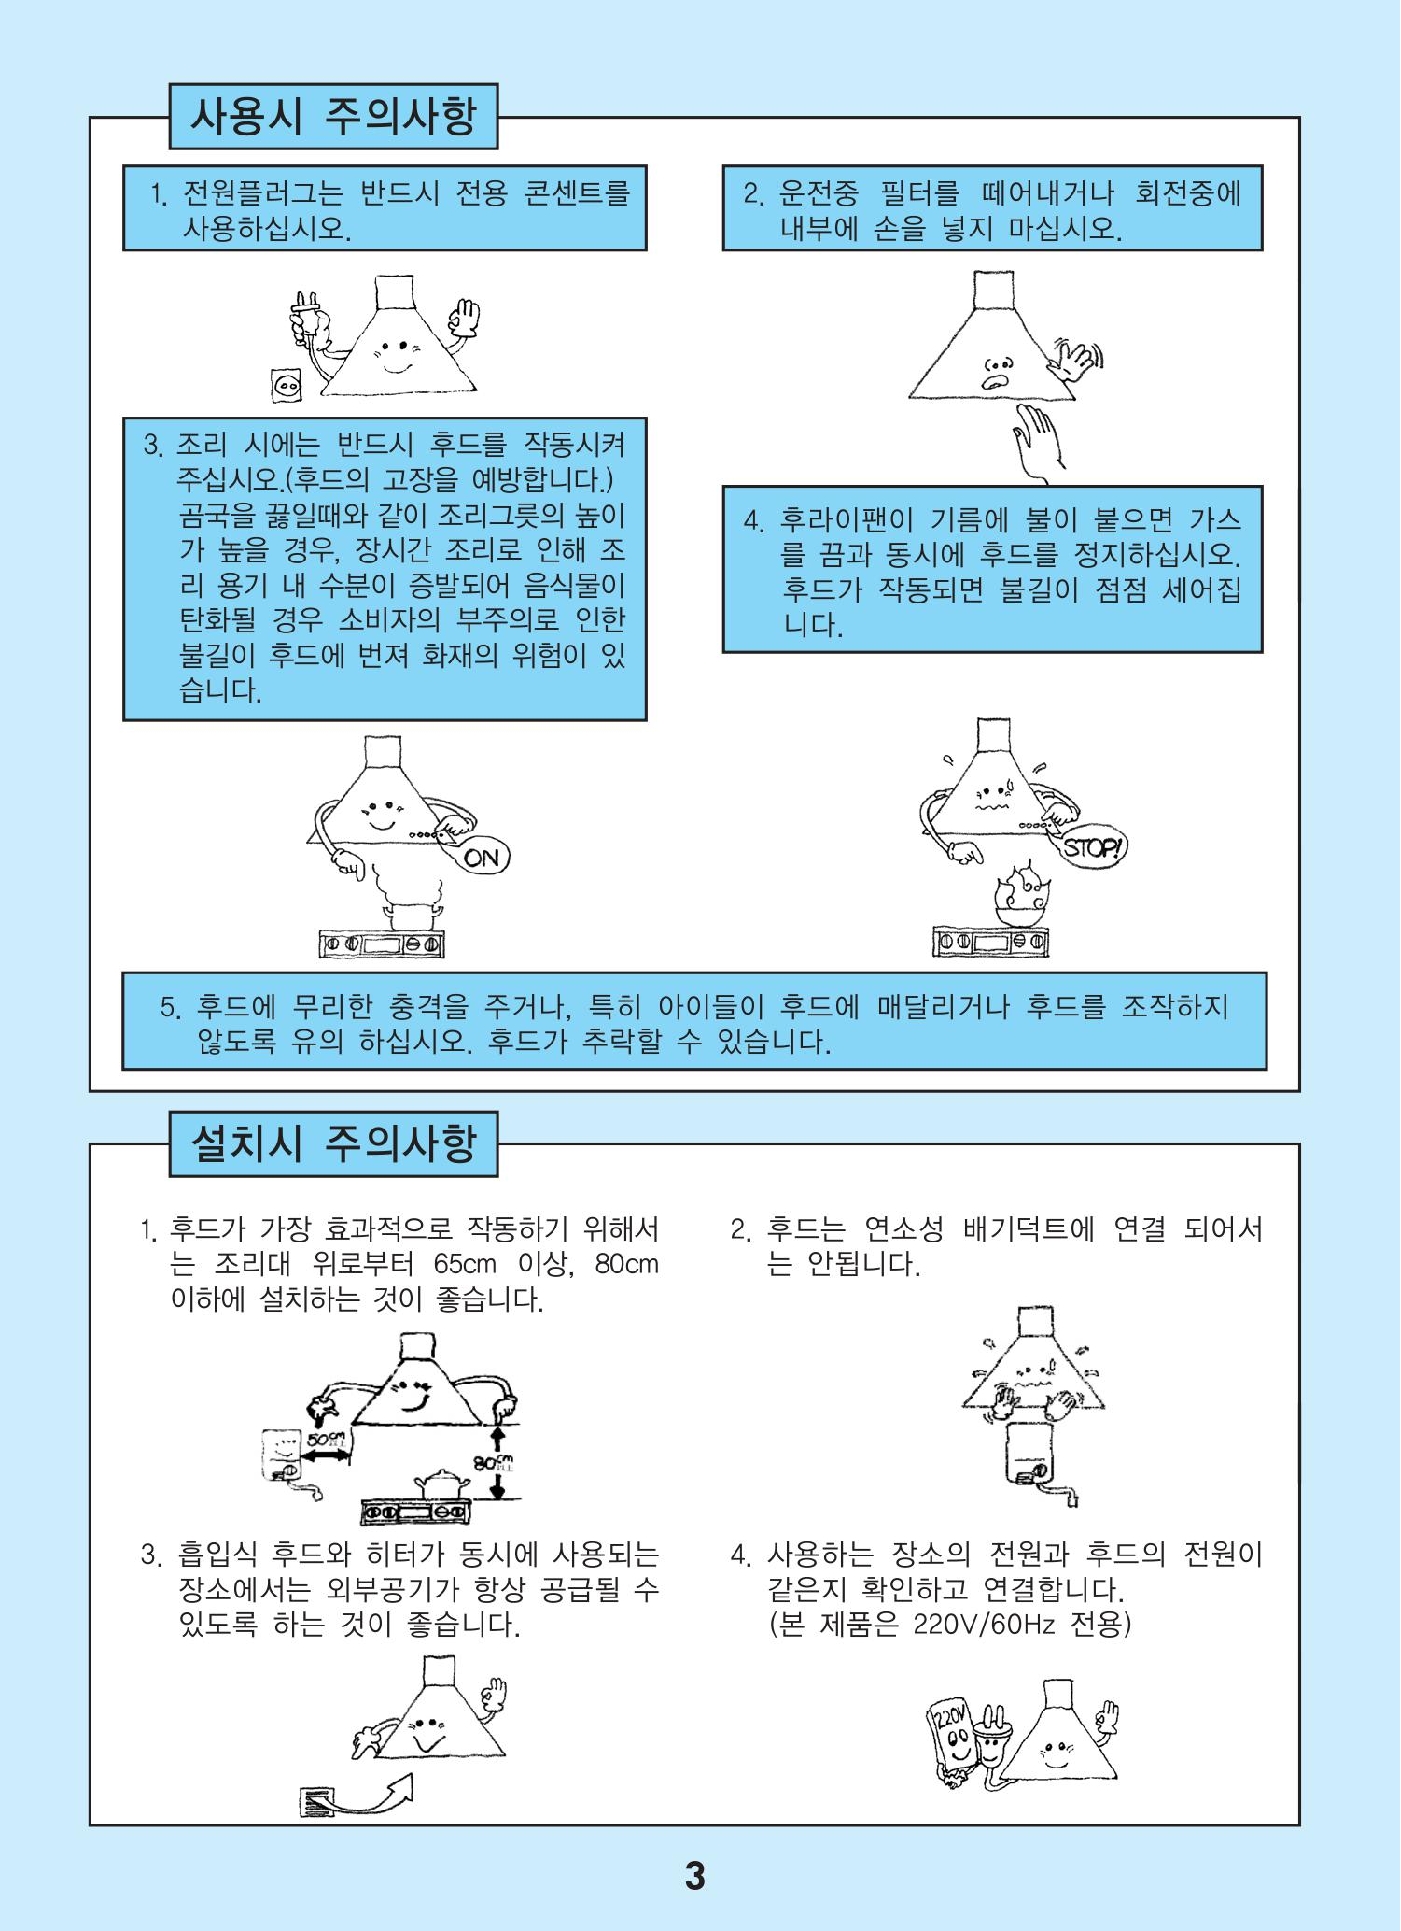 사용시 주의사항
1. 전원플러그는 반드시 전용 콘센트를
사용하십시오.
2. 운전중 필터를 떼어내거나 회전중에
내부에 손을 넣지 마십시오.
3. 조리 시에는 반드시 후드를 작동시켜
주십시오.(후드의 고장을 예방합니다.)
곰국을 끓일때와 같이 조리그릇의 높이
가 높을 경우, 장시간 조리로 인해 조
리 용기 내 수분이 증발되어 음식물이
탄화될 경우 소비자의 부주의로 인한
불길이 후드에 번져 화재의 위험이 있
습니다.
4. 후라이팬이 기름에 불이 붙으면 가스
를 끔과 동시에 후드를 정지하십시오.
후드가 작동되면 불길이 점점 세어집
니다.
ON
STOP!
5. 후드에 무리한 충격을 주거나, 특히 아이들이 후드에 매달리거나 후드를 조작하지
않도록 유의 하십시오. 후드가 추락할 수 있습니다.
설치시 주의사항
1. 후드가 가장 효과적으로 작동하기 위해서
는 조리대 위로부터 65cm 이상, 80cm
이하에 설치하는 것이 좋습니다.
2. 후드는 연소성 배기덕트에 연결 되어서
는 안됩니다.
50cm
80cm
3. 흡입식 후드와 히터가 동시에 사용되는
장소에서는 외부공기가 항상 공급될 수
있도록 하는 것이 좋습니다.
4. 사용하는 장소의 전원과 후드의 전원이
같은지 확인하고 연결합니다.
(본 제품은 220V/60Hz 전용)
220V
3